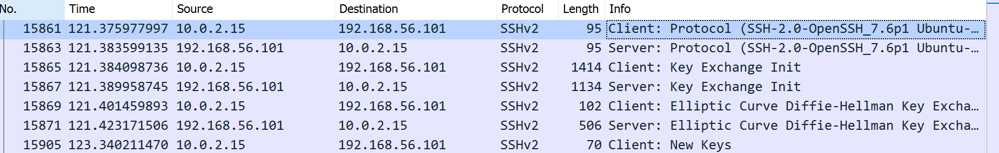 No. Time Source Destination Protocol Length Info
15861 121.375977997 10.0.2.15 192.168.56.101 SSHv2 95 Client: Protocol (SSH-2.0-OpenSSH_7.6p1 Ubuntu-…
15863 121.383599135 192.168.56.101 10.0.2.15 SSHv2 95 Server: Protocol (SSH-2.0-OpenSSH_7.6p1 Ubuntu-…
15865 121.384098736 10.0.2.15 192.168.56.101 SSHv2 1414 Client: Key Exchange Init
15867 121.389958745 192.168.56.101 10.0.2.15 SSHv2 1134 Server: Key Exchange Init
15869 121.401459893 10.0.2.15 192.168.56.101 SSHv2 102 Client: Elliptic Curve Diffie-Hellman Key Excha…
15871 121.423171506 192.168.56.101 10.0.2.15 SSHv2 506 Server: Elliptic Curve Diffie-Hellman Key Excha…
15905 123.340211470 10.0.2.15 192.168.56.101 SSHv2 70 Client: New Keys